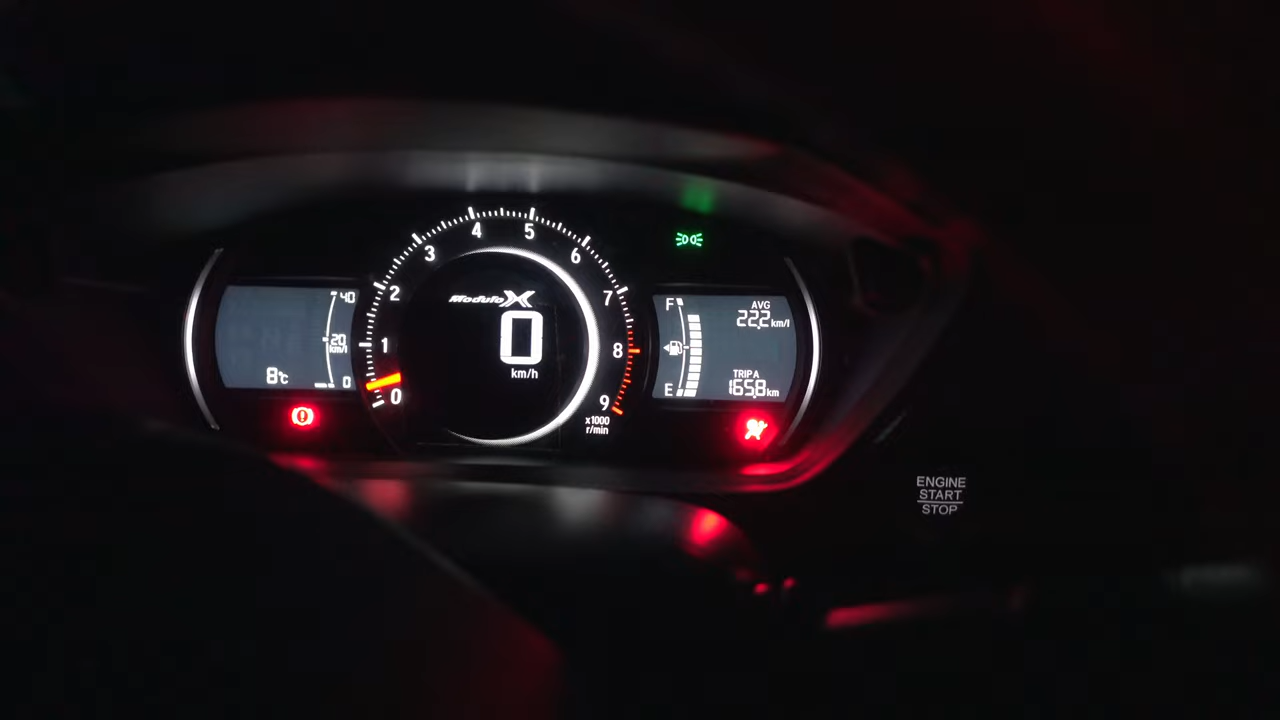 40
20
km/l
8°C
0
0
1
2
3
4
5
6
7
8
9
x1000
r/min
Modulo X
0
km/h
F
E
AVG
22.2 km/l
TRIP A
165.8 km
ENGINE
START
STOP